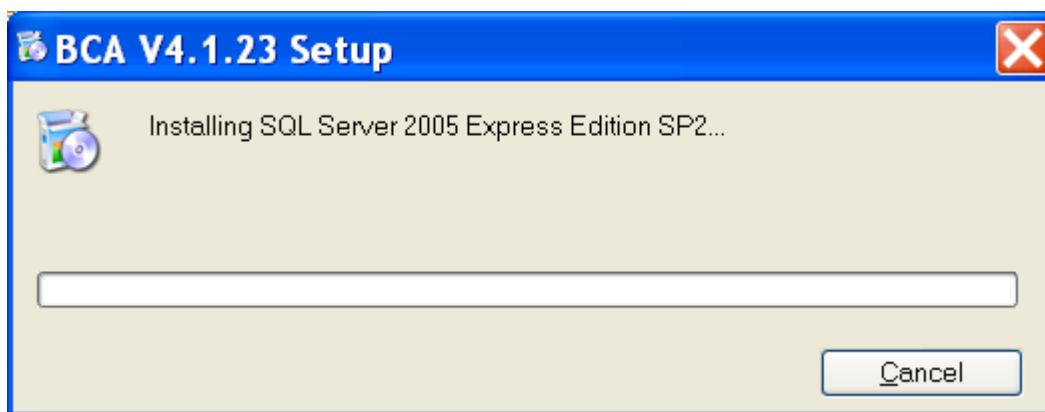 BCA V4.1.23 Setup
Installing SQL Server 2005 Express Edition SP2...
Cancel